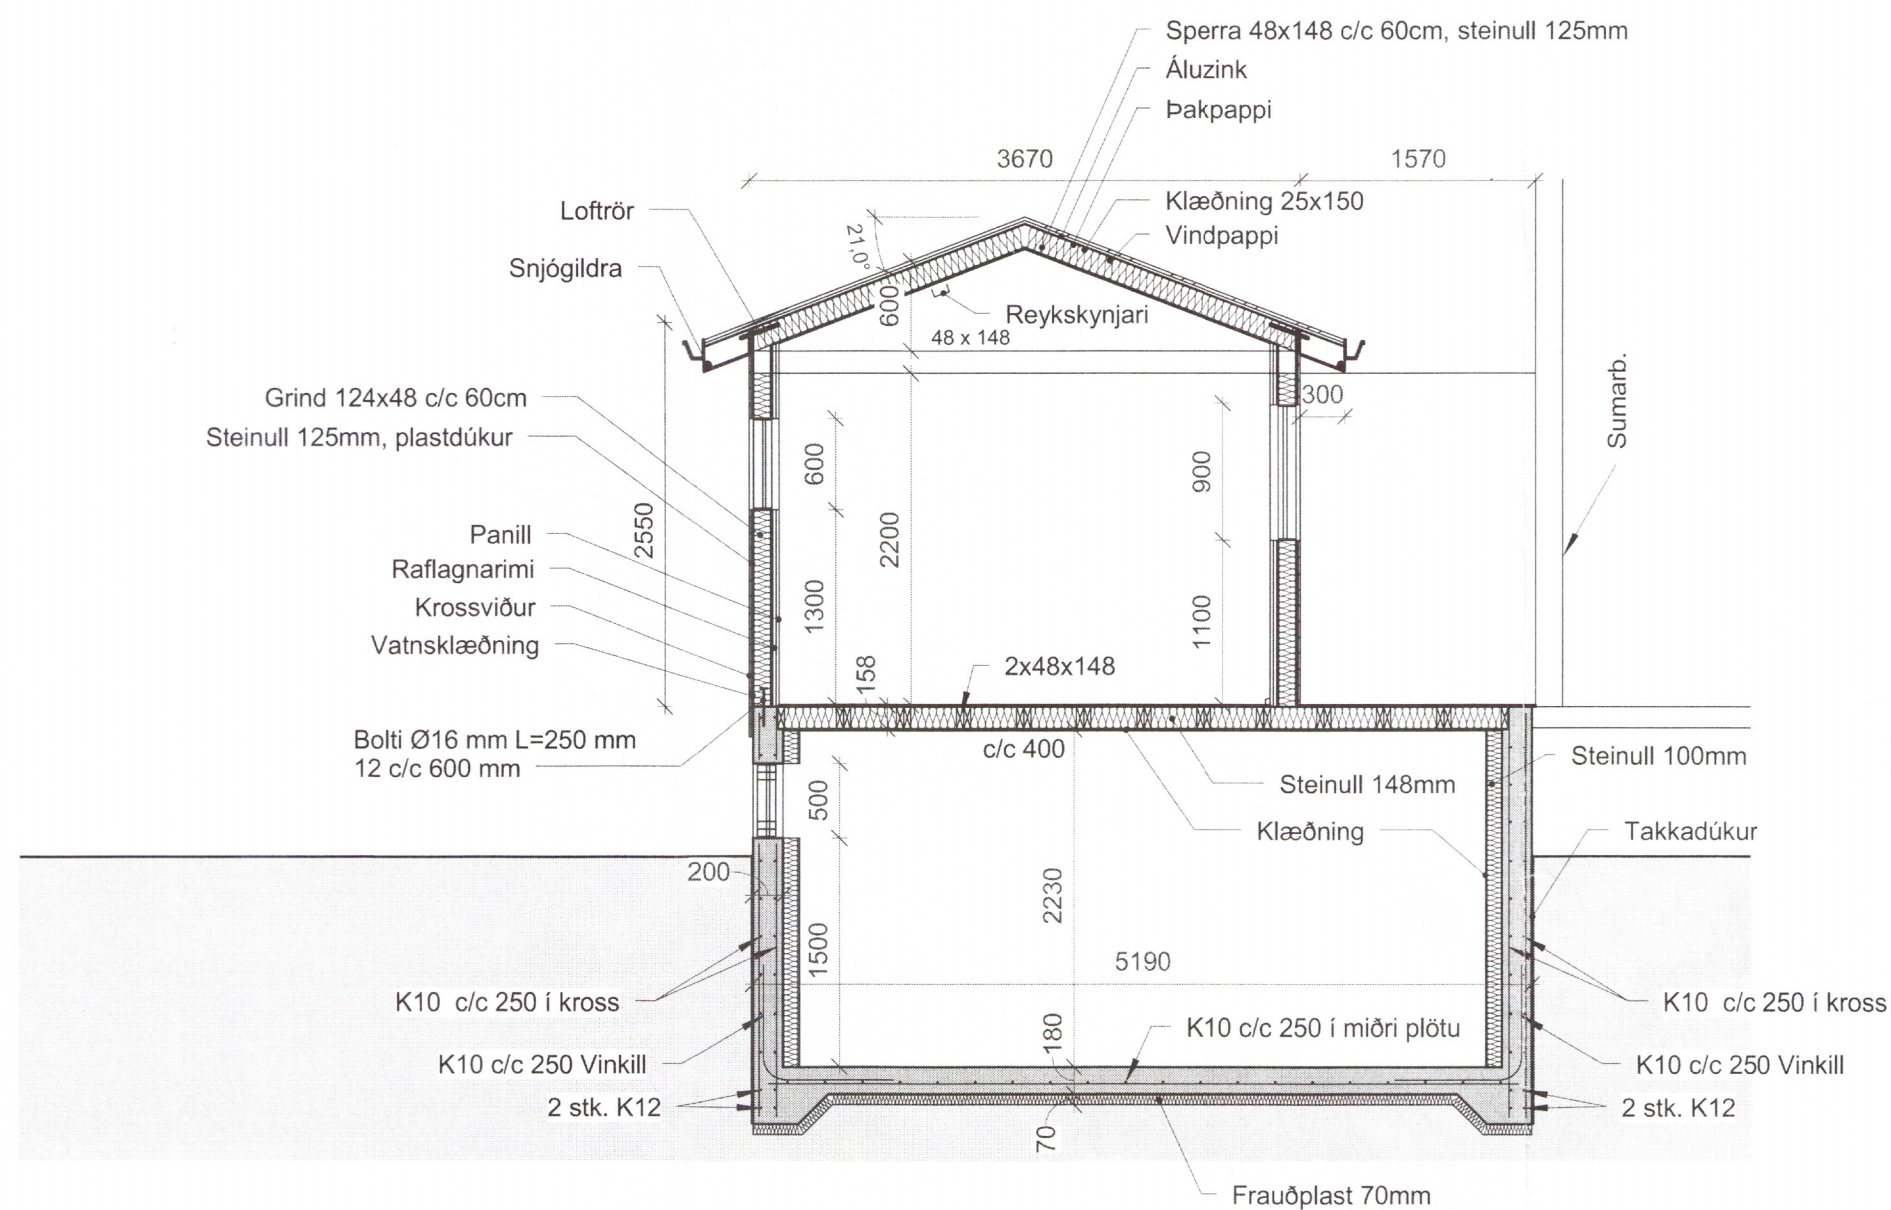 Sperra 48x148 c/c 60cm, steinull 125mm
Áluzink
Þakpappi
3670
1570
Klæðning 25x150
Vindpappi
Loftrör
Snjógildra
21,0°
600
Reykskynjari
48 x 148
300
Sumarb.
Grind 124x48 c/c 60cm
Steinull 125mm, plastdúkur
2550
600
1300
2200
900
1100
Panill
Raflagnarimi
Krossviður
Vatnsklæðning
158
2x48x148
Bolti Ø16 mm L=250 mm
12 c/c 600 mm
c/c 400
Steinull 148mm
Steinull 100mm
Klæðning
Takkadúkur
500
200
1500
2230
5190
K10 c/c 250 í kross
K10 c/c 250 í kross
180
K10 c/c 250 í miðri plötu
K10 c/c 250 Vinkill
K10 c/c 250 Vinkill
2 stk. K12
2 stk. K12
70
Frauðplast 70mm